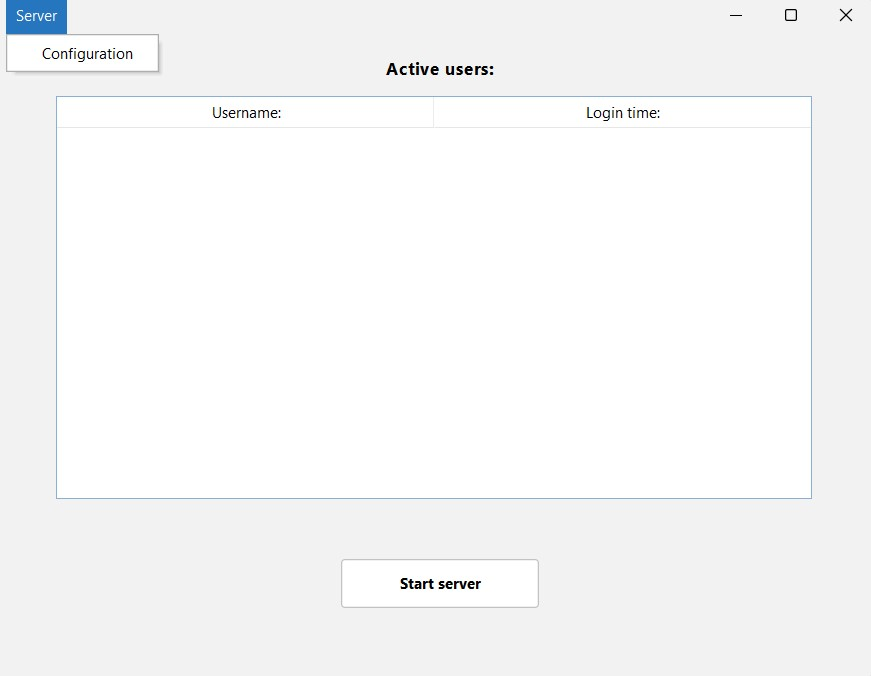 Server
Configuration
Active users:
Username: Login time:
Start server